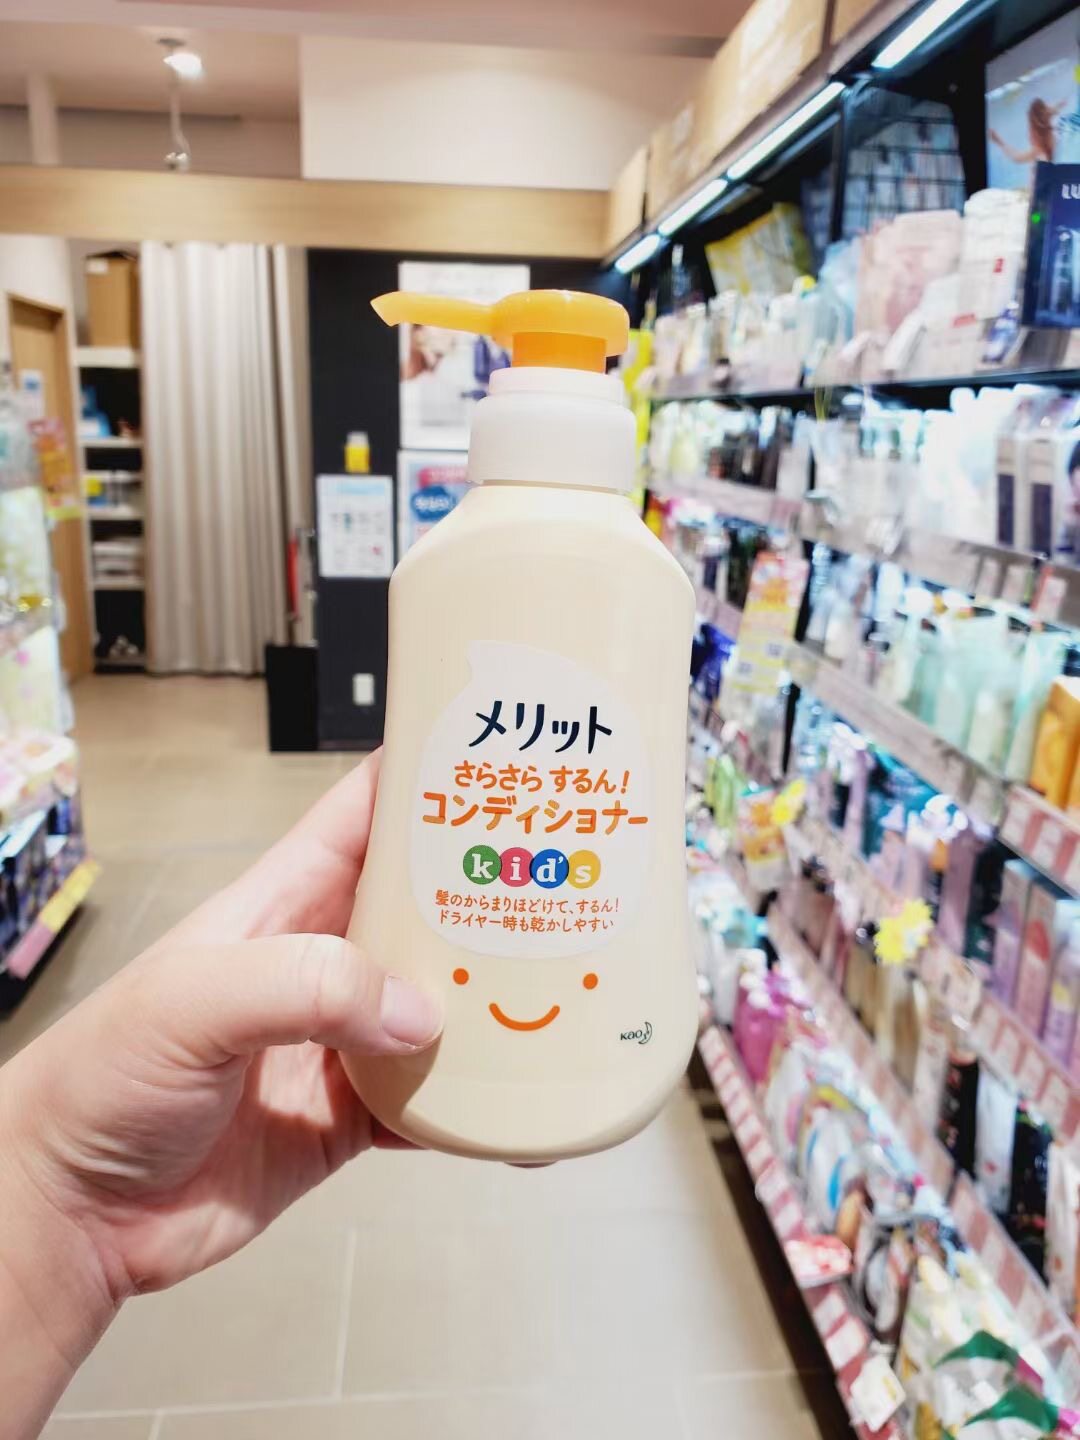 メリット
さらさら するん!
コンディショナー
kid's
髪のからまりほどけて、するん!
ドライヤー時も乾かしやすい
Kao